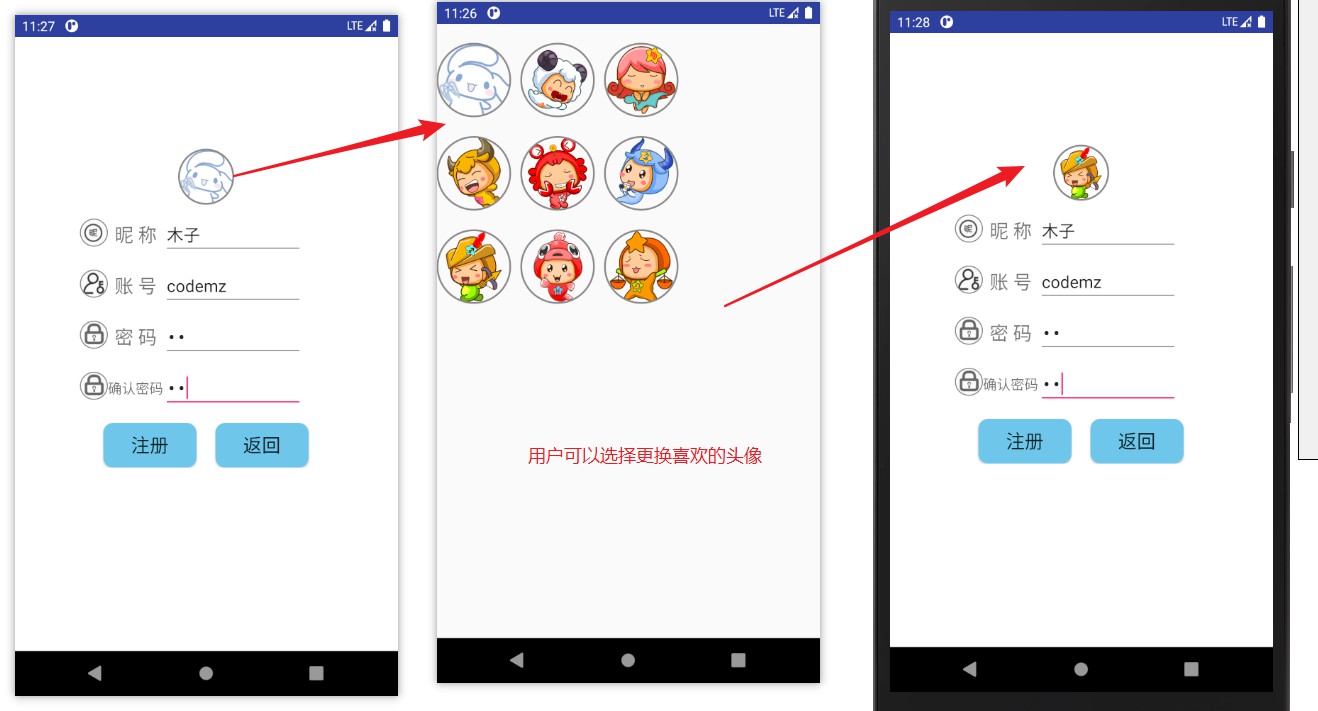 11:27
LTE
昵 称 木子
账 号 codemz
密 码 ••
确认密码 ••
注册 返回
11:26
LTE
用户可以选择更换喜欢的头像
11:28
LTE
昵 称 木子
账 号 codemz
密 码 ••
确认密码 ••
注册 返回